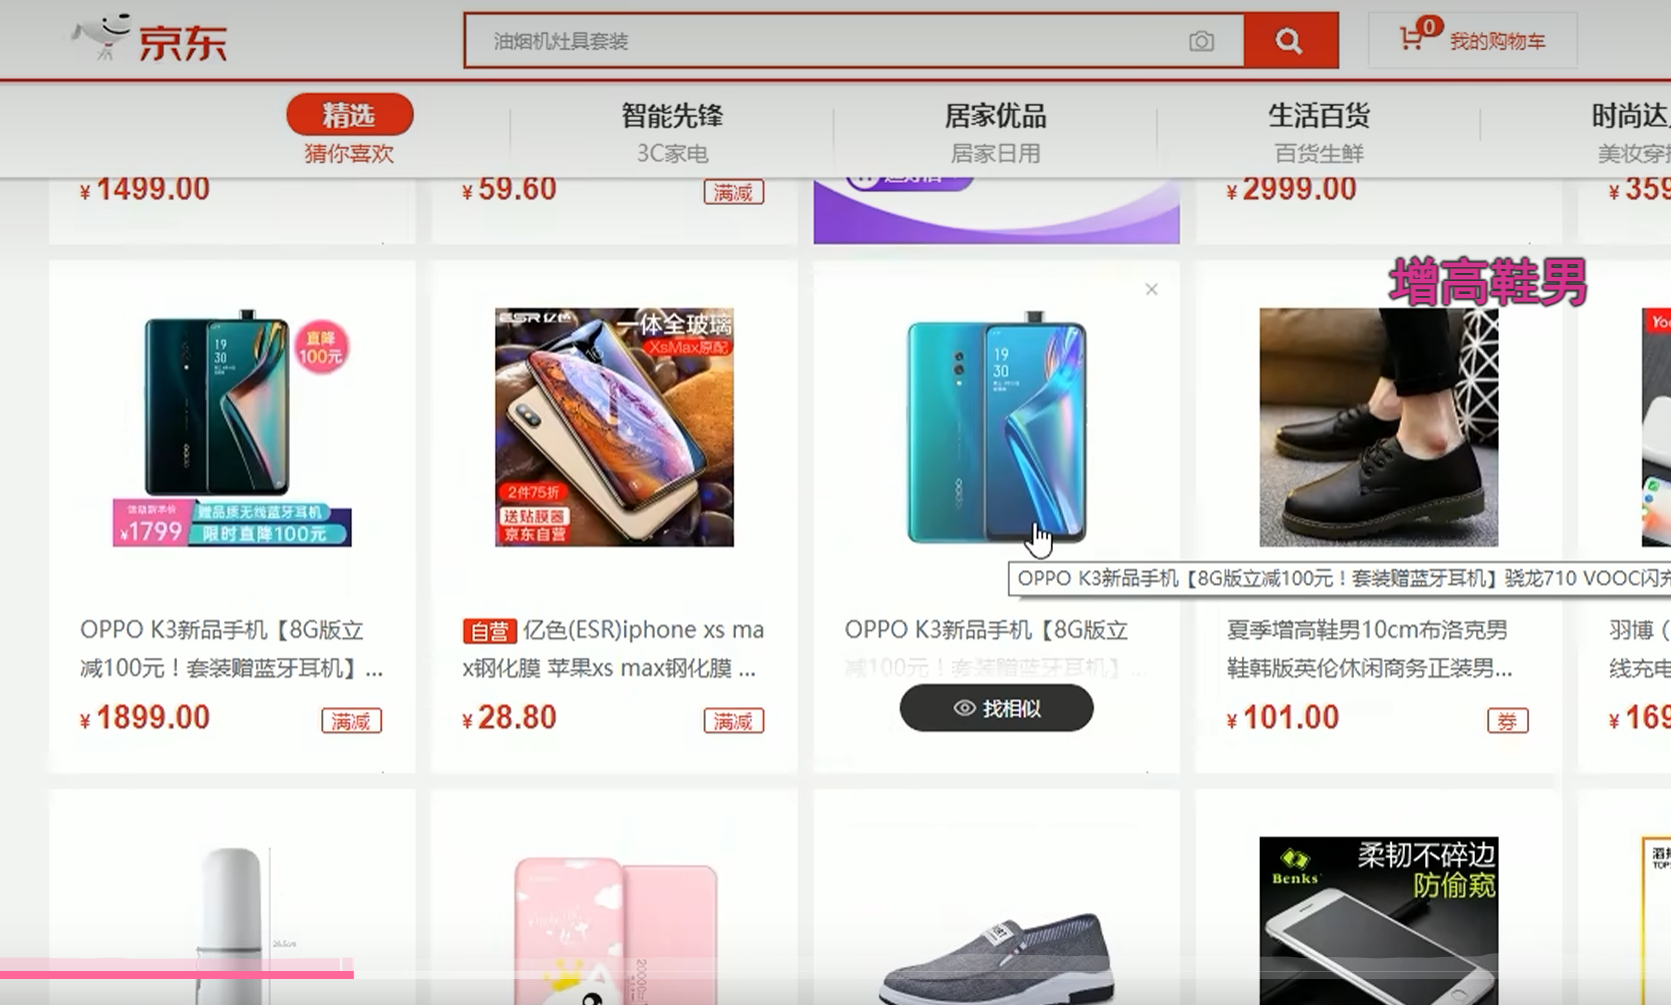 京东
油烟机灶具套装
0
我的购物车
精选
猜你喜欢
智能先锋
3C家电
居家优品
居家日用
生活百货
百货生鲜
时尚达
美妆穿
¥1499.00
¥59.60
满减
¥2999.00
¥359
增高鞋男
19
30
直降
100元
OPPO
¥1799
赠品质无线蓝牙耳机
限时直降100元
ESR亿色
一体全玻璃
XsMax原配
2件75折
送贴膜器
京东自营
19
30
OPPO
OPPO K3新品手机【8G版立减100元！套装赠蓝牙耳机】骁龙710 VOOC闪充
OPPO K3新品手机【8G版立
减100元！套装赠蓝牙耳机】...
¥1899.00
满减
自营 亿色(ESR)iphone xs ma
x钢化膜 苹果xs max钢化膜 ...
¥28.80
满减
OPPO K3新品手机【8G版立
减100元！套装赠蓝牙耳机】...
找相似
夏季增高鞋男10cm布洛克男
鞋韩版英伦休闲商务正装男...
¥101.00
券
羽博（
线充电
¥169
Benks
柔韧不碎边
防偷窥